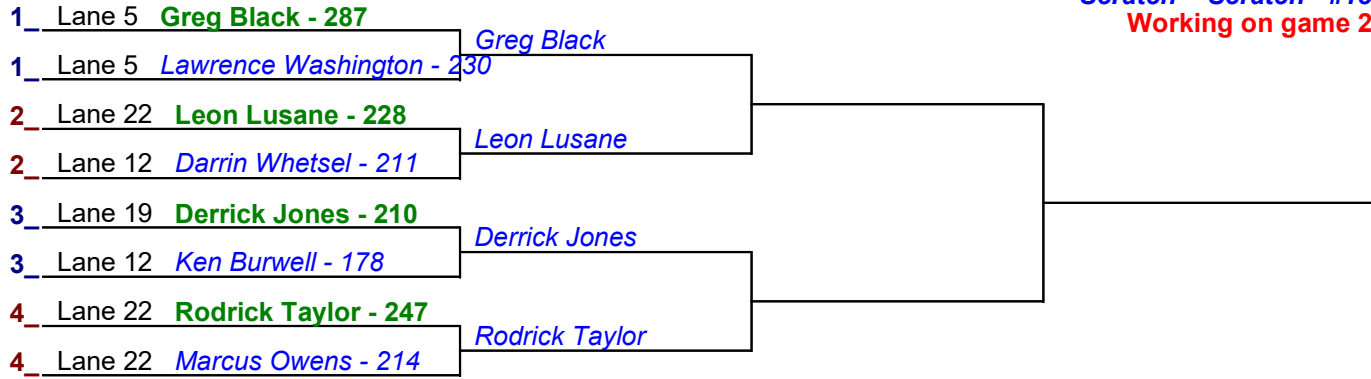 Working on game 2
1_ Lane 5 Greg Black - 287
Greg Black
1_ Lane 5 Lawrence Washington - 230
2_ Lane 22 Leon Lusane - 228
Leon Lusane
2_ Lane 12 Darrin Whetsel - 211
3_ Lane 19 Derrick Jones - 210
Derrick Jones
3_ Lane 12 Ken Burwell - 178
4_ Lane 22 Rodrick Taylor - 247
Rodrick Taylor
4_ Lane 22 Marcus Owens - 214